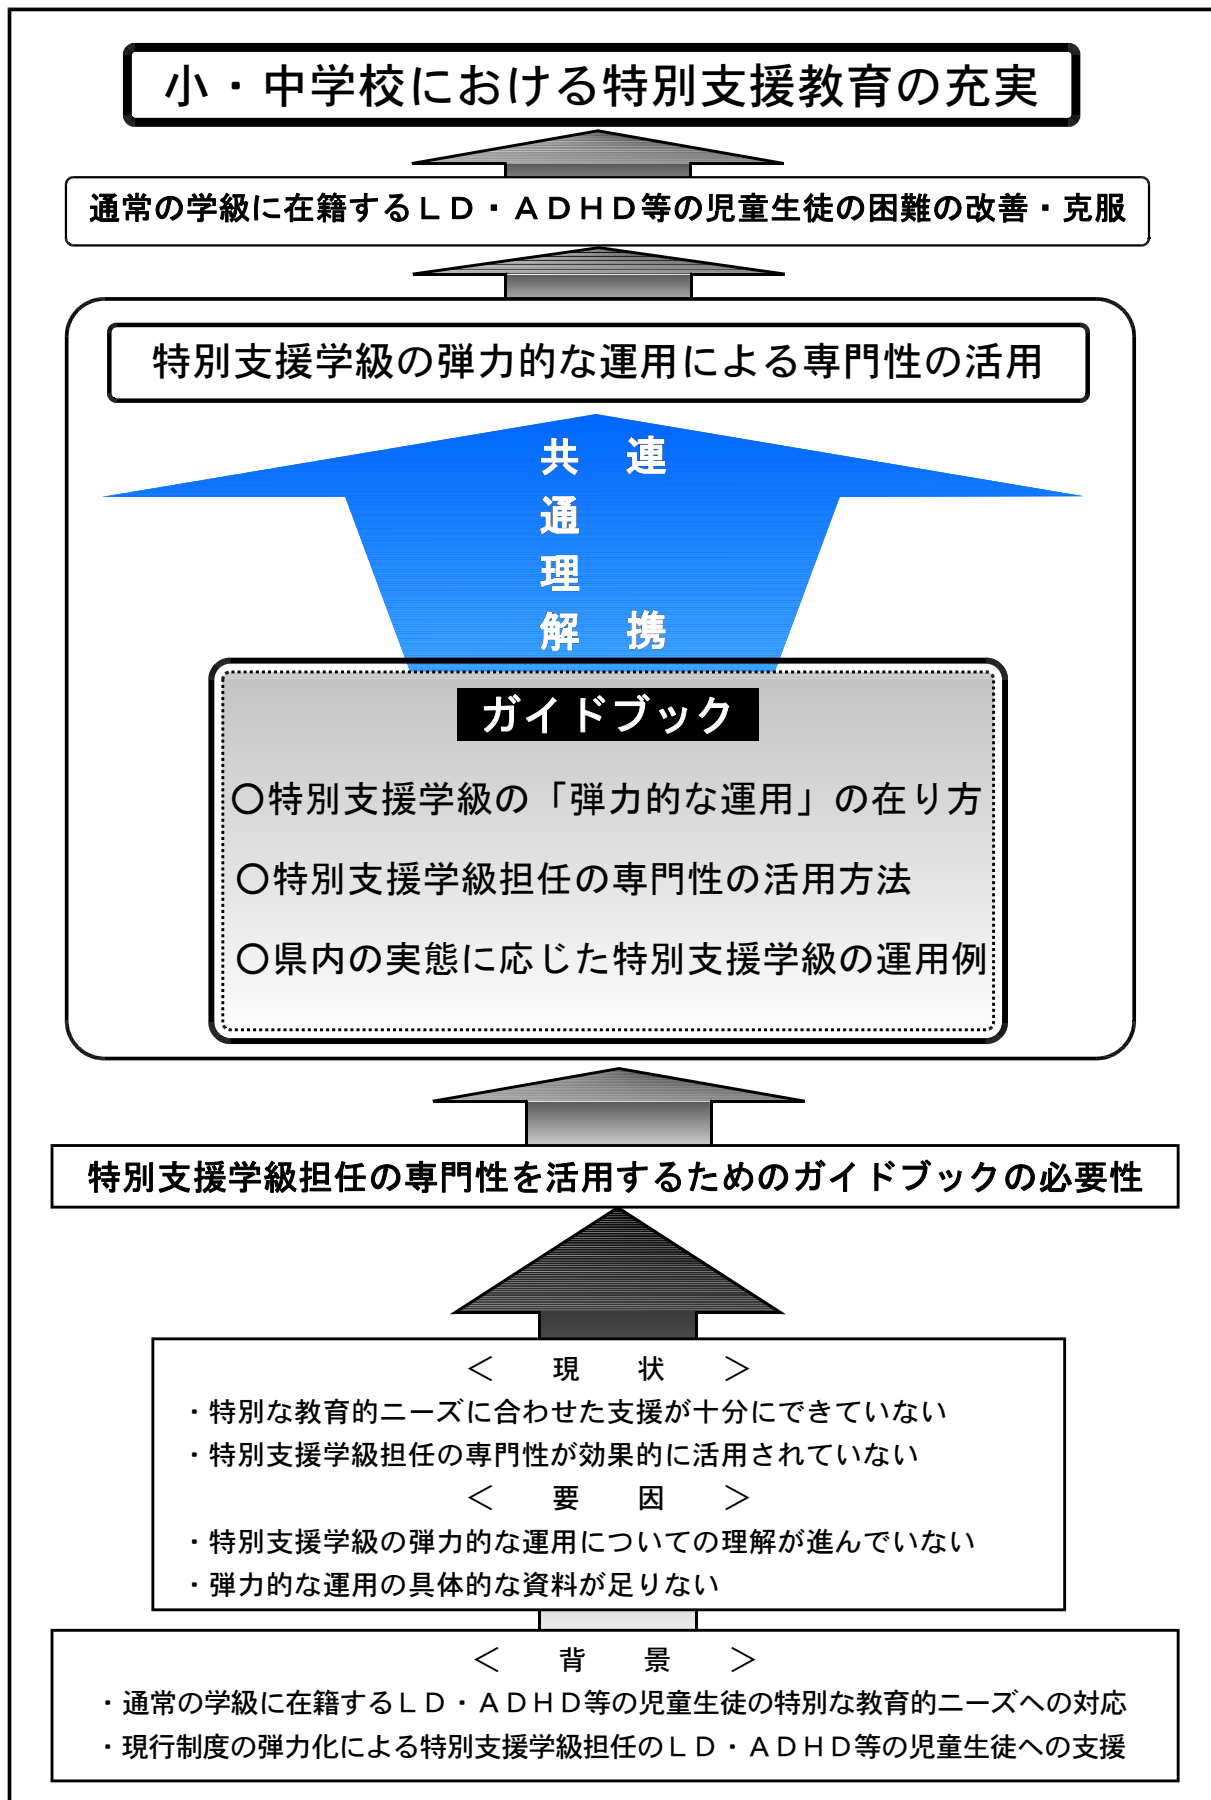 小・中学校における特別支援教育の充実
通常の学級に在籍するＬＤ・ＡＤＨＤ等の児童生徒の困難の改善・克服
特別支援学級の弾力的な運用による専門性の活用
共通理解
連携
ガイドブック
○特別支援学級の「弾力的な運用」の在り方
○特別支援学級担任の専門性の活用方法
○県内の実態に応じた特別支援学級の運用例
特別支援学級担任の専門性を活用するためのガイドブックの必要性
＜　現　状　＞
・特別な教育的ニーズに合わせた支援が十分にできていない
・特別支援学級担任の専門性が効果的に活用されていない
＜　要　因　＞
・特別支援学級の弾力的な運用についての理解が進んでいない
・弾力的な運用の具体的な資料が足りない
＜　背　景　＞
・通常の学級に在籍するＬＤ・ＡＤＨＤ等の児童生徒の特別な教育的ニーズへの対応
・現行制度の弾力化による特別支援学級担任のＬＤ・ＡＤＨＤ等の児童生徒への支援